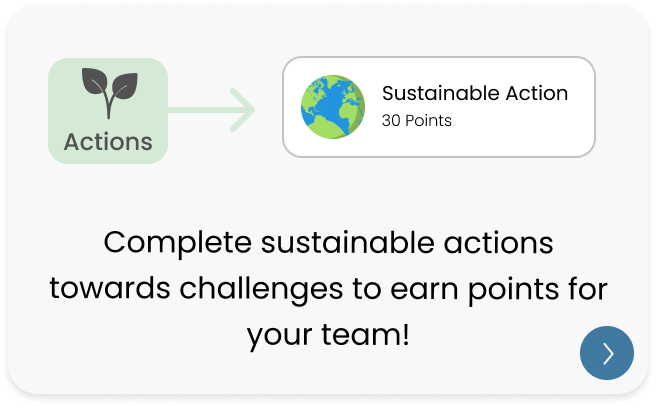 Actions
Sustainable Action
30 Points
Complete sustainable actions
towards challenges to earn points for
your team!